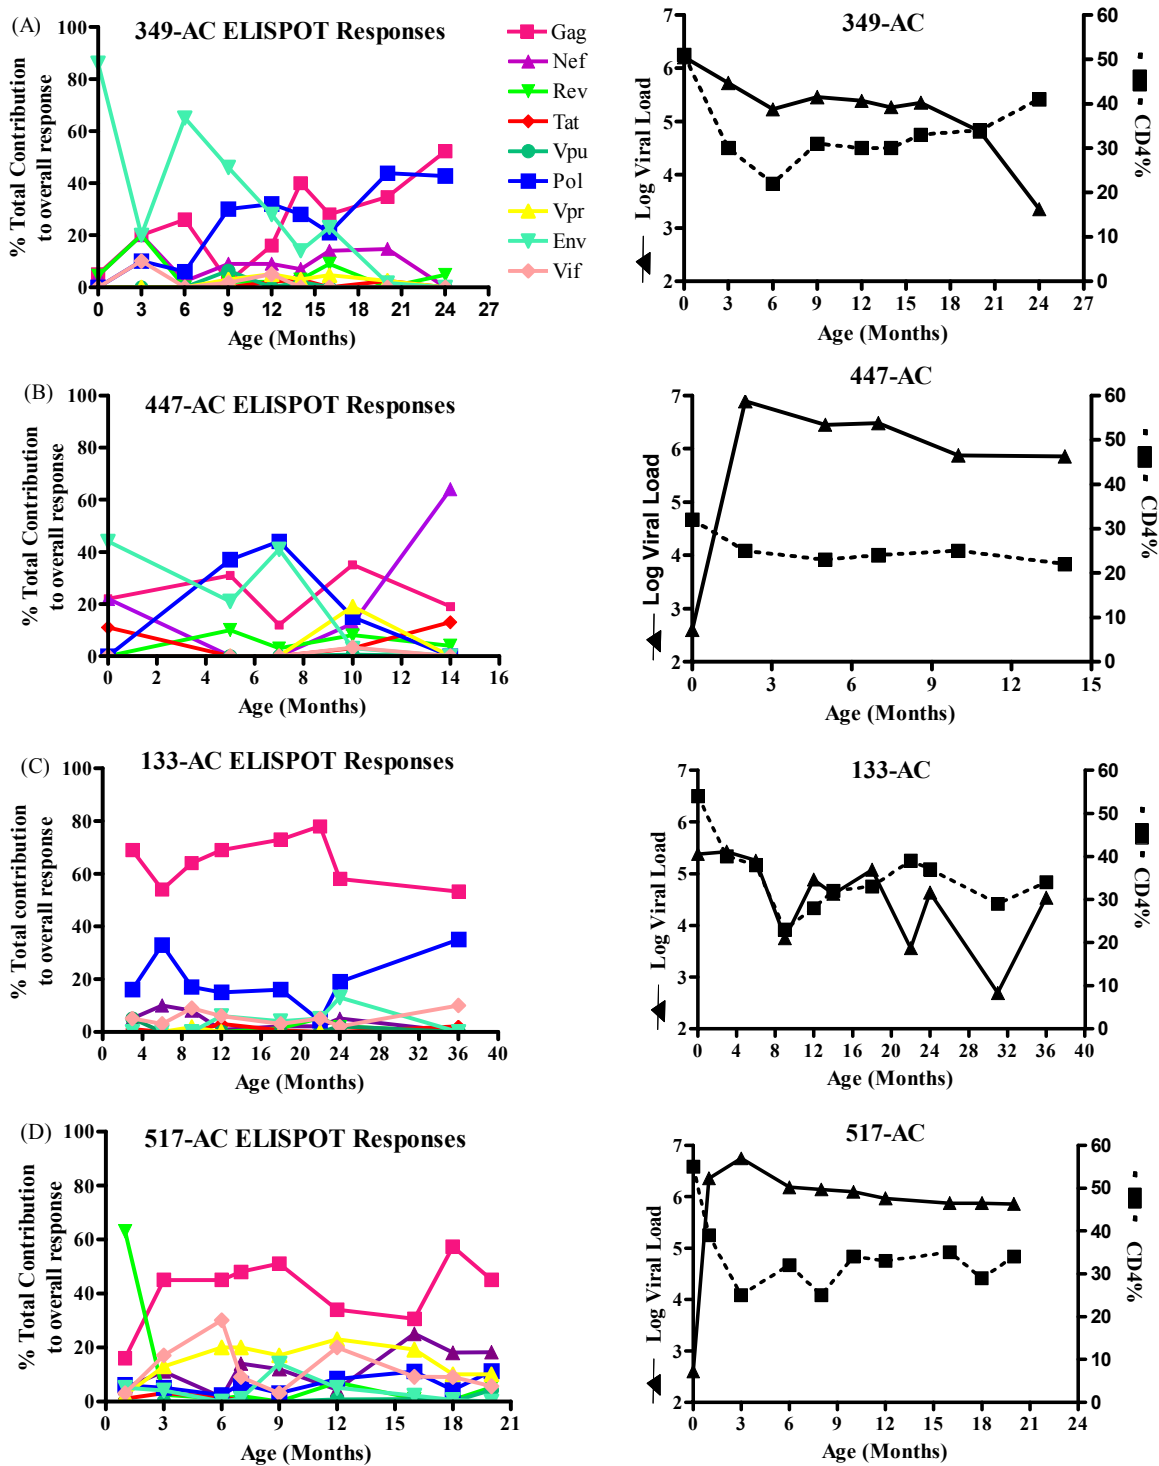 (A)
349-AC ELISPOT Responses
% Total Contribution
to overall response
100
80
60
40
20
0
0 3 6 9 12 15 18 21 24 27
Age (Months)
Gag
Nef
Rev
Tat
Vpu
Pol
Vpr
Env
Vif
349-AC
Log Viral Load
7
6
5
4
3
2
60
50
40
30
20
10
0
CD4%
0 3 6 9 12 15 18 21 24 27
Age (Months)
(B)
447-AC ELISPOT Responses
% Total Contribution
to overall response
100
80
60
40
20
0
0 2 4 6 8 10 12 14 16
Age (Months)
447-AC
Log Viral Load
7
6
5
4
3
2
60
50
40
30
20
10
0
CD4%
0 3 6 9 12 15
Age (Months)
(C)
133-AC ELISPOT Responses
% Total contribution
to overall response
100
80
60
40
20
0
0 4 8 12 16 20 24 28 32 36 40
Age (Months)
133-AC
Log Viral Load
7
6
5
4
3
2
60
50
40
30
20
10
0
CD4%
0 4 8 12 16 20 24 28 32 36 40
Age (Months)
(D)
517-AC ELISPOT Responses
% Total Contribution
to overall response
100
80
60
40
20
0
0 3 6 9 12 15 18 21
Age (Months)
517-AC
Log Viral Load
7
6
5
4
3
2
60
50
40
30
20
10
0
CD4%
0 3 6 9 12 15 18 21 24
Age (Months)